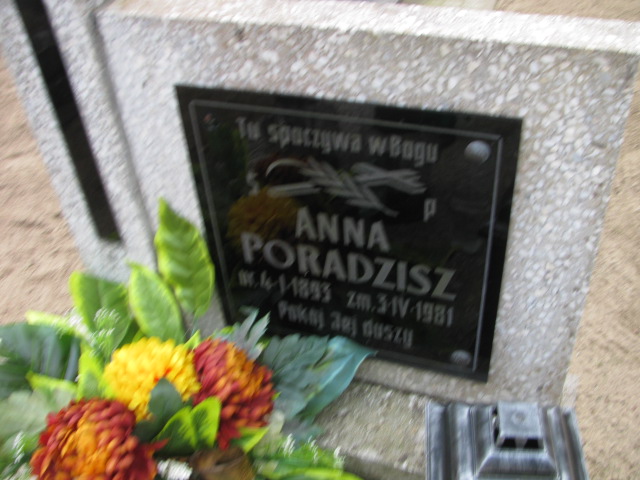 Tu spoczywa w Bogu
Ś P
ANNA
PORADZISZ
ur. 4-I-1893 zm. 3-IV-1981
Pokój Jej duszy